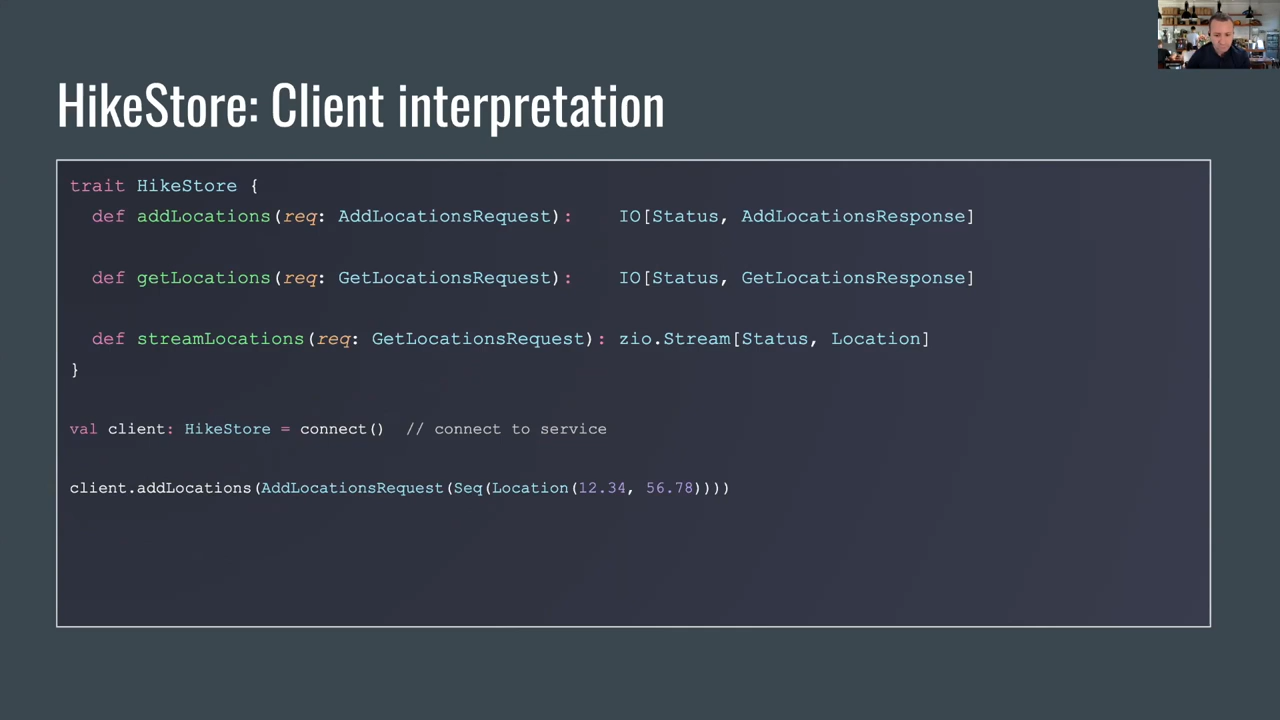 HikeStore: Client interpretation
trait HikeStore {
def addLocations(req: AddLocationsRequest): IO[Status, AddLocationsResponse]
def getLocations(req: GetLocationsRequest): IO[Status, GetLocationsResponse]
def streamLocations(req: GetLocationsRequest): zio.Stream[Status, Location]
}
val client: HikeStore = connect() // connect to service
client.addLocations(AddLocationsRequest(Seq(Location(12.34, 56.78))))